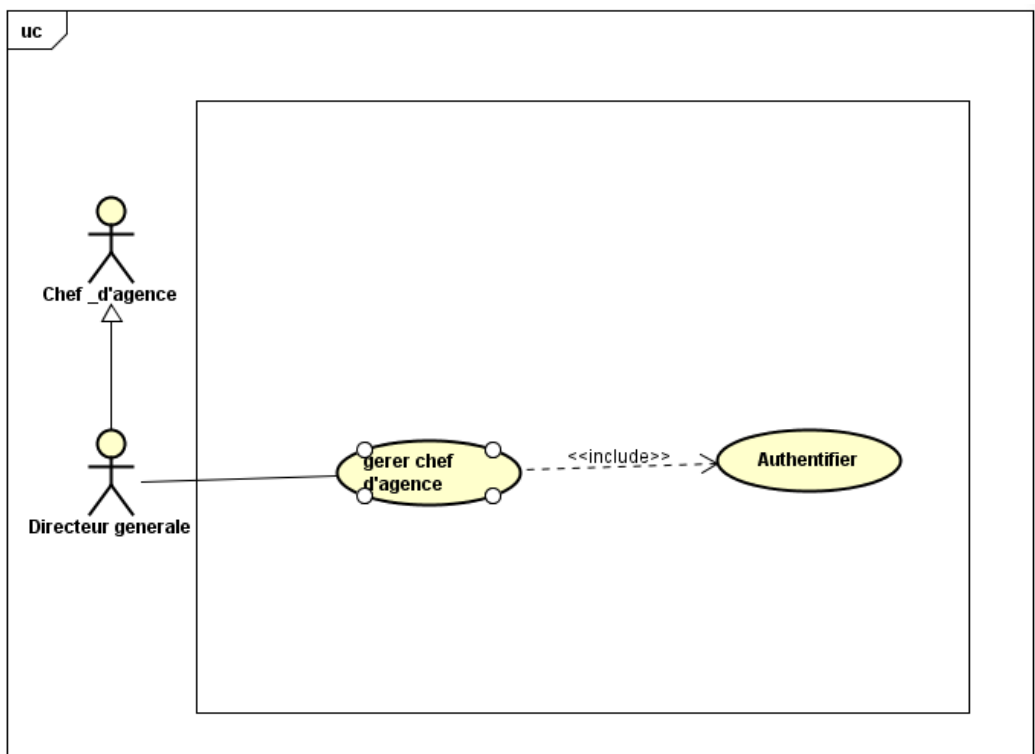 uc
Chef _d'agence
Directeur generale
gerer chef
d'agence
<<include>>
Authentifier